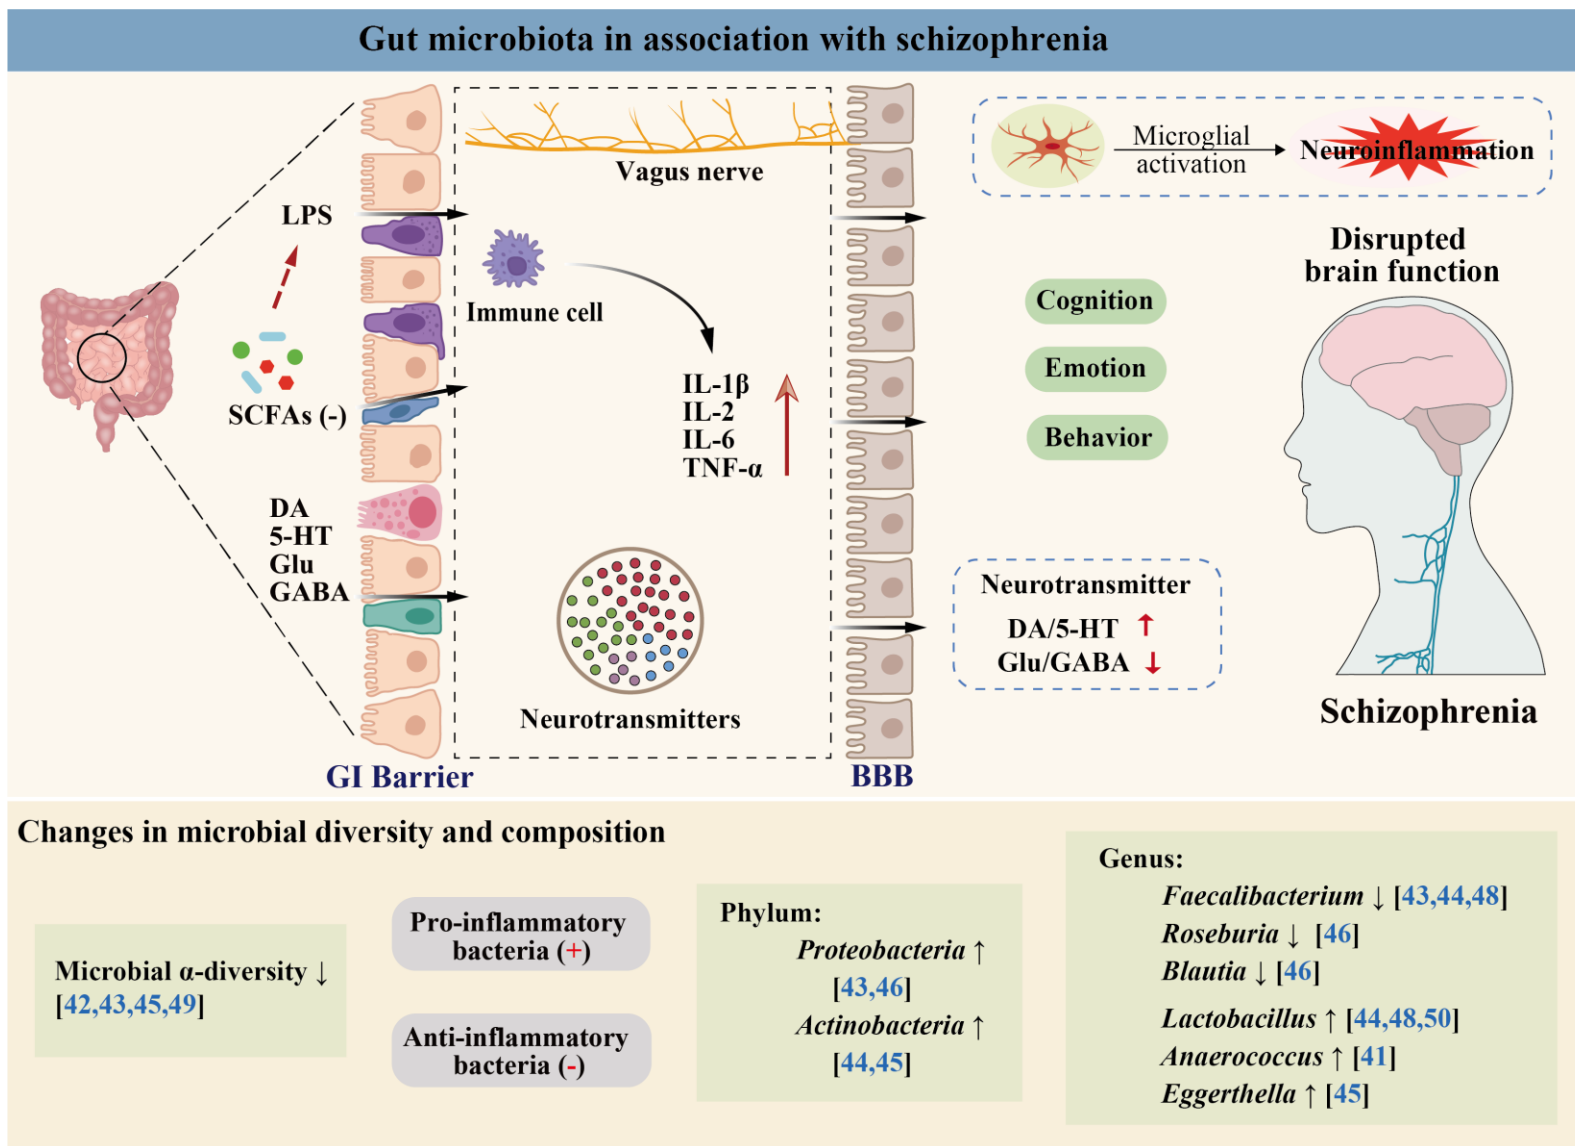 Gut microbiota in association with schizophrenia
Vagus nerve
Microglial
activation
Neuroinflammation
LPS
Immune cell
SCFAs (-)
IL-1β
IL-2
IL-6
TNF-α
Disrupted
brain function
Cognition
Emotion
Behavior
DA
5-HT
Glu
GABA
Neurotransmitters
Neurotransmitter
DA/5-HT ↑
Glu/GABA ↓
Schizophrenia
GI Barrier
BBB
Changes in microbial diversity and composition
Microbial α-diversity ↓
[42,43,45,49]
Pro-inflammatory
bacteria (+)
Anti-inflammatory
bacteria (-)
Phylum:
Proteobacteria ↑
[43,46]
Actinobacteria ↑
[44,45]
Genus:
Faecalibacterium ↓ [43,44,48]
Roseburia ↓ [46]
Blautia ↓ [46]
Lactobacillus ↑ [44,48,50]
Anaerococcus ↑ [41]
Eggerthella ↑ [45]